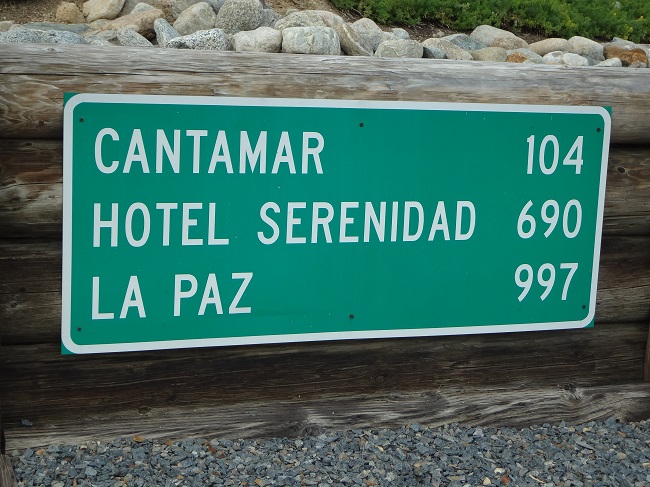 CANTAMAR 104
HOTEL SERENIDAD 690
LA PAZ 997